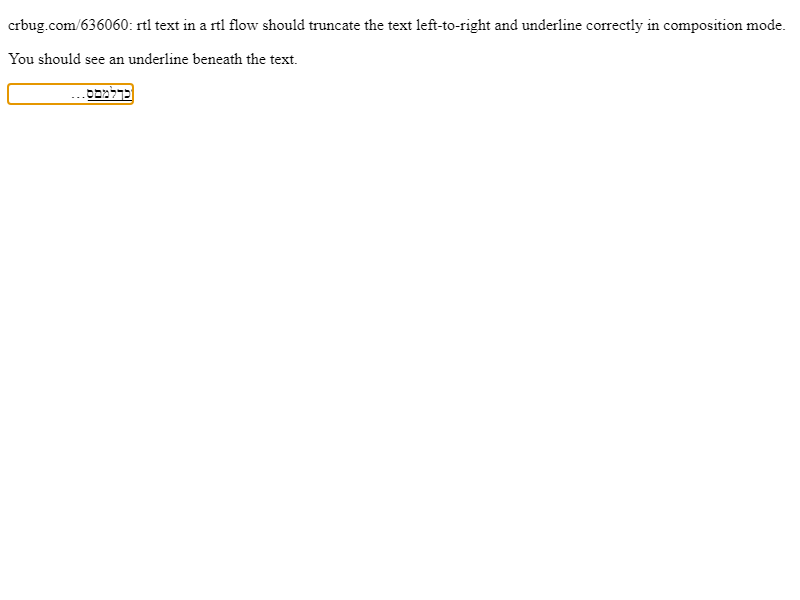 crbug.com/636060: rtl text in a rtl flow should truncate the text left-to-right and underline correctly in composition mode.
You should see an underline beneath the text.
כךלמםס...